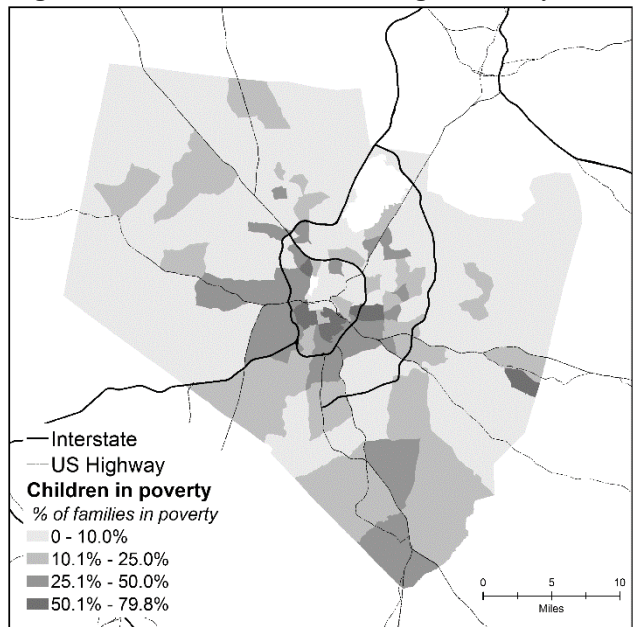 Interstate
US Highway
Children in poverty
% of families in poverty
0 - 10.0%
10.1% - 25.0%
25.1% - 50.0%
50.1% - 79.8%
0 5 10
Miles